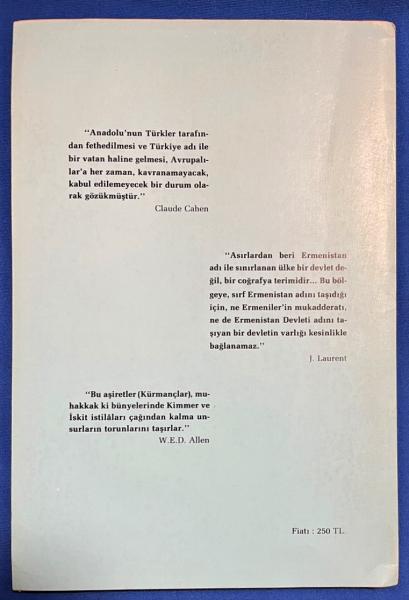 "Anadolu'nun Türkler tarafın-
dan fethedilmesi ve Türkiye adı ile
bir vatan haline gelmesi, Avrupalı-
lar'a her zaman, kavranamayacak,
kabul edilemeyecek bir durum ola-
rak gözükmüştür."
Claude Cahen
"Asırlardan beri Ermenistan
adı ile sınırlanan ülke bir devlet de-
ğil, bir coğrafya terimidir... Bu böl-
geye, sırf Ermenistan adını taşıdığı
için, ne Ermeniler'in mukadderatı,
ne de Ermenistan Devleti adını ta-
şıyan bir devletin varlığı kesinlikle
bağlanamaz."
J. Laurent
"Bu aşiretler (Kürmançlar), mu-
hakkak ki bünyelerinde Kimmer ve
İskit istilâları çağından kalma un-
surların torunlarını taşırlar."
W.E.D. Allen
Fiatı : 250 TL.